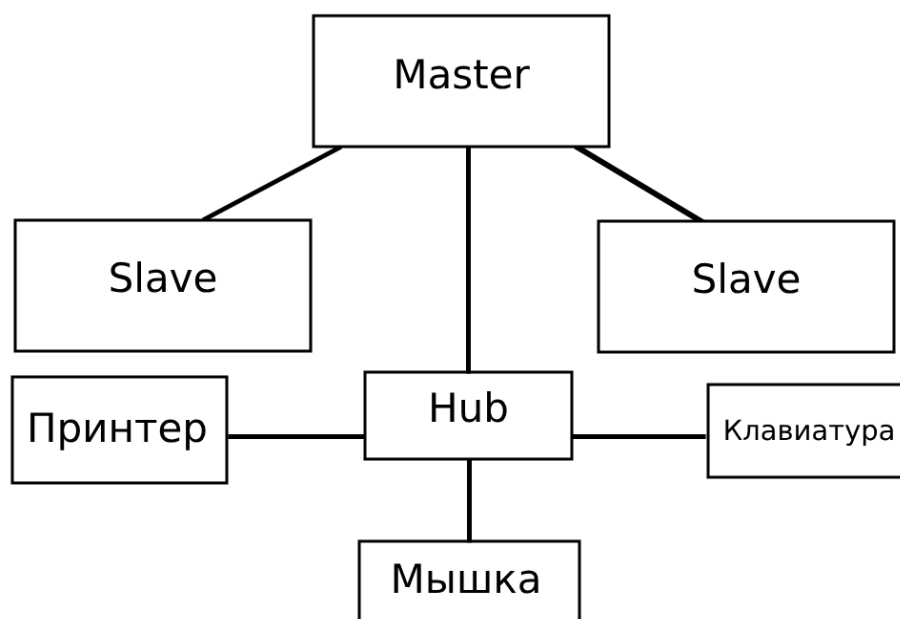 Master
Slave
Slave
Принтер
Hub
Клавиатура
Мышка